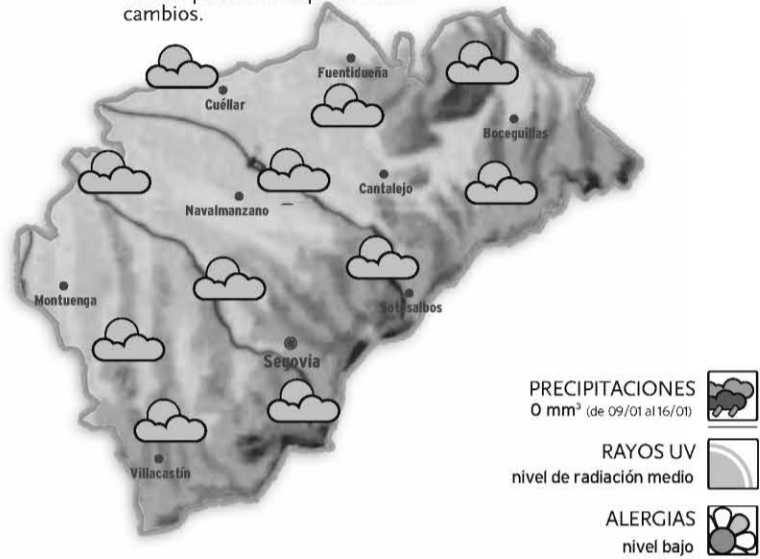 cambios.
Fuentidueña
Cuéllar
Boceguillas
Cantalejo
Navalmanzano
Montuenga
Sotosalbos
Segovia
Villacastín
PRECIPITACIONES
0 mm³ (de 09/01 al 16/01)
RAYOS UV
nivel de radiación medio
ALERGIAS
nivel bajo